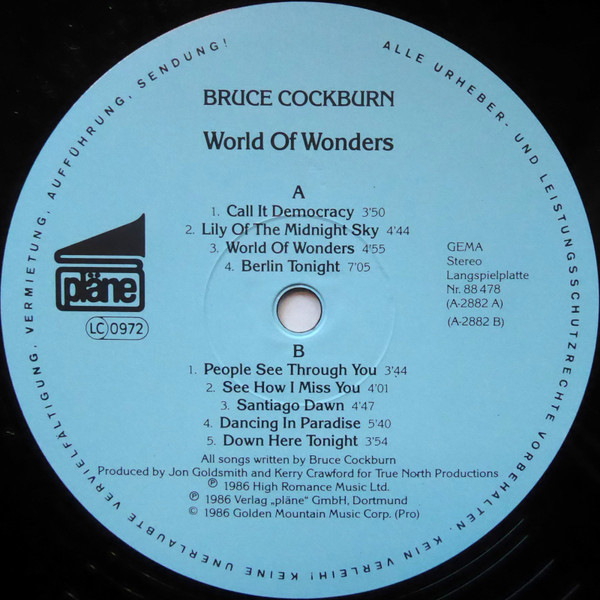 ALLE URHEBER- UND LEISTUNGSSCHUTZRECHTE VORBEHALTEN. KEIN VERLEIH! KEINE UNERLAUBTE VERVIELFÄLTIGUNG, VERMIETUNG, AUFFÜHRUNG, SENDUNG!
BRUCE COCKBURN
World Of Wonders
A
1. Call It Democracy 3'50
2. Lily Of The Midnight Sky 4'44
3. World Of Wonders 4'55
4. Berlin Tonight 7'05
pläne
LC 0972
GEMA
Stereo
Langspielplatte
Nr. 88 478
(A-2882 A)
(A-2882 B)
B
1. People See Through You 3'44
2. See How I Miss You 4'01
3. Santiago Dawn 4'47
4. Dancing In Paradise 5'40
5. Down Here Tonight 3'54
All songs written by Bruce Cockburn
Produced by Jon Goldsmith and Kerry Crawford for True North Productions
℗ 1986 High Romance Music Ltd.
℗ 1986 Verlag „pläne" GmbH, Dortmund
© 1986 Golden Mountain Music Corp. (Pro)